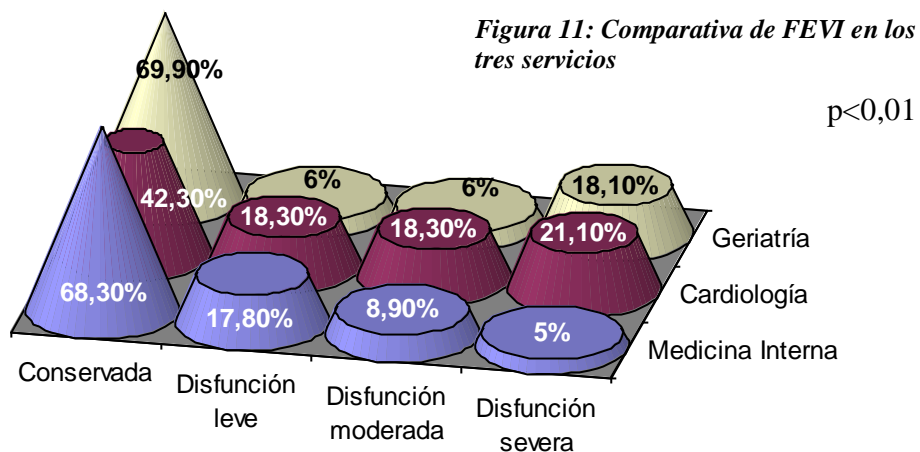 Figura 11: Comparativa de FEVI en los
tres servicios
p<0,01
69,90%
6%
6%
18,10%
Geriatría
42,30%
18,30%
18,30%
21,10%
Cardiología
68,30%
17,80%
8,90%
5%
Medicina Interna
Conservada
Disfunción
leve
Disfunción
moderada
Disfunción
severa